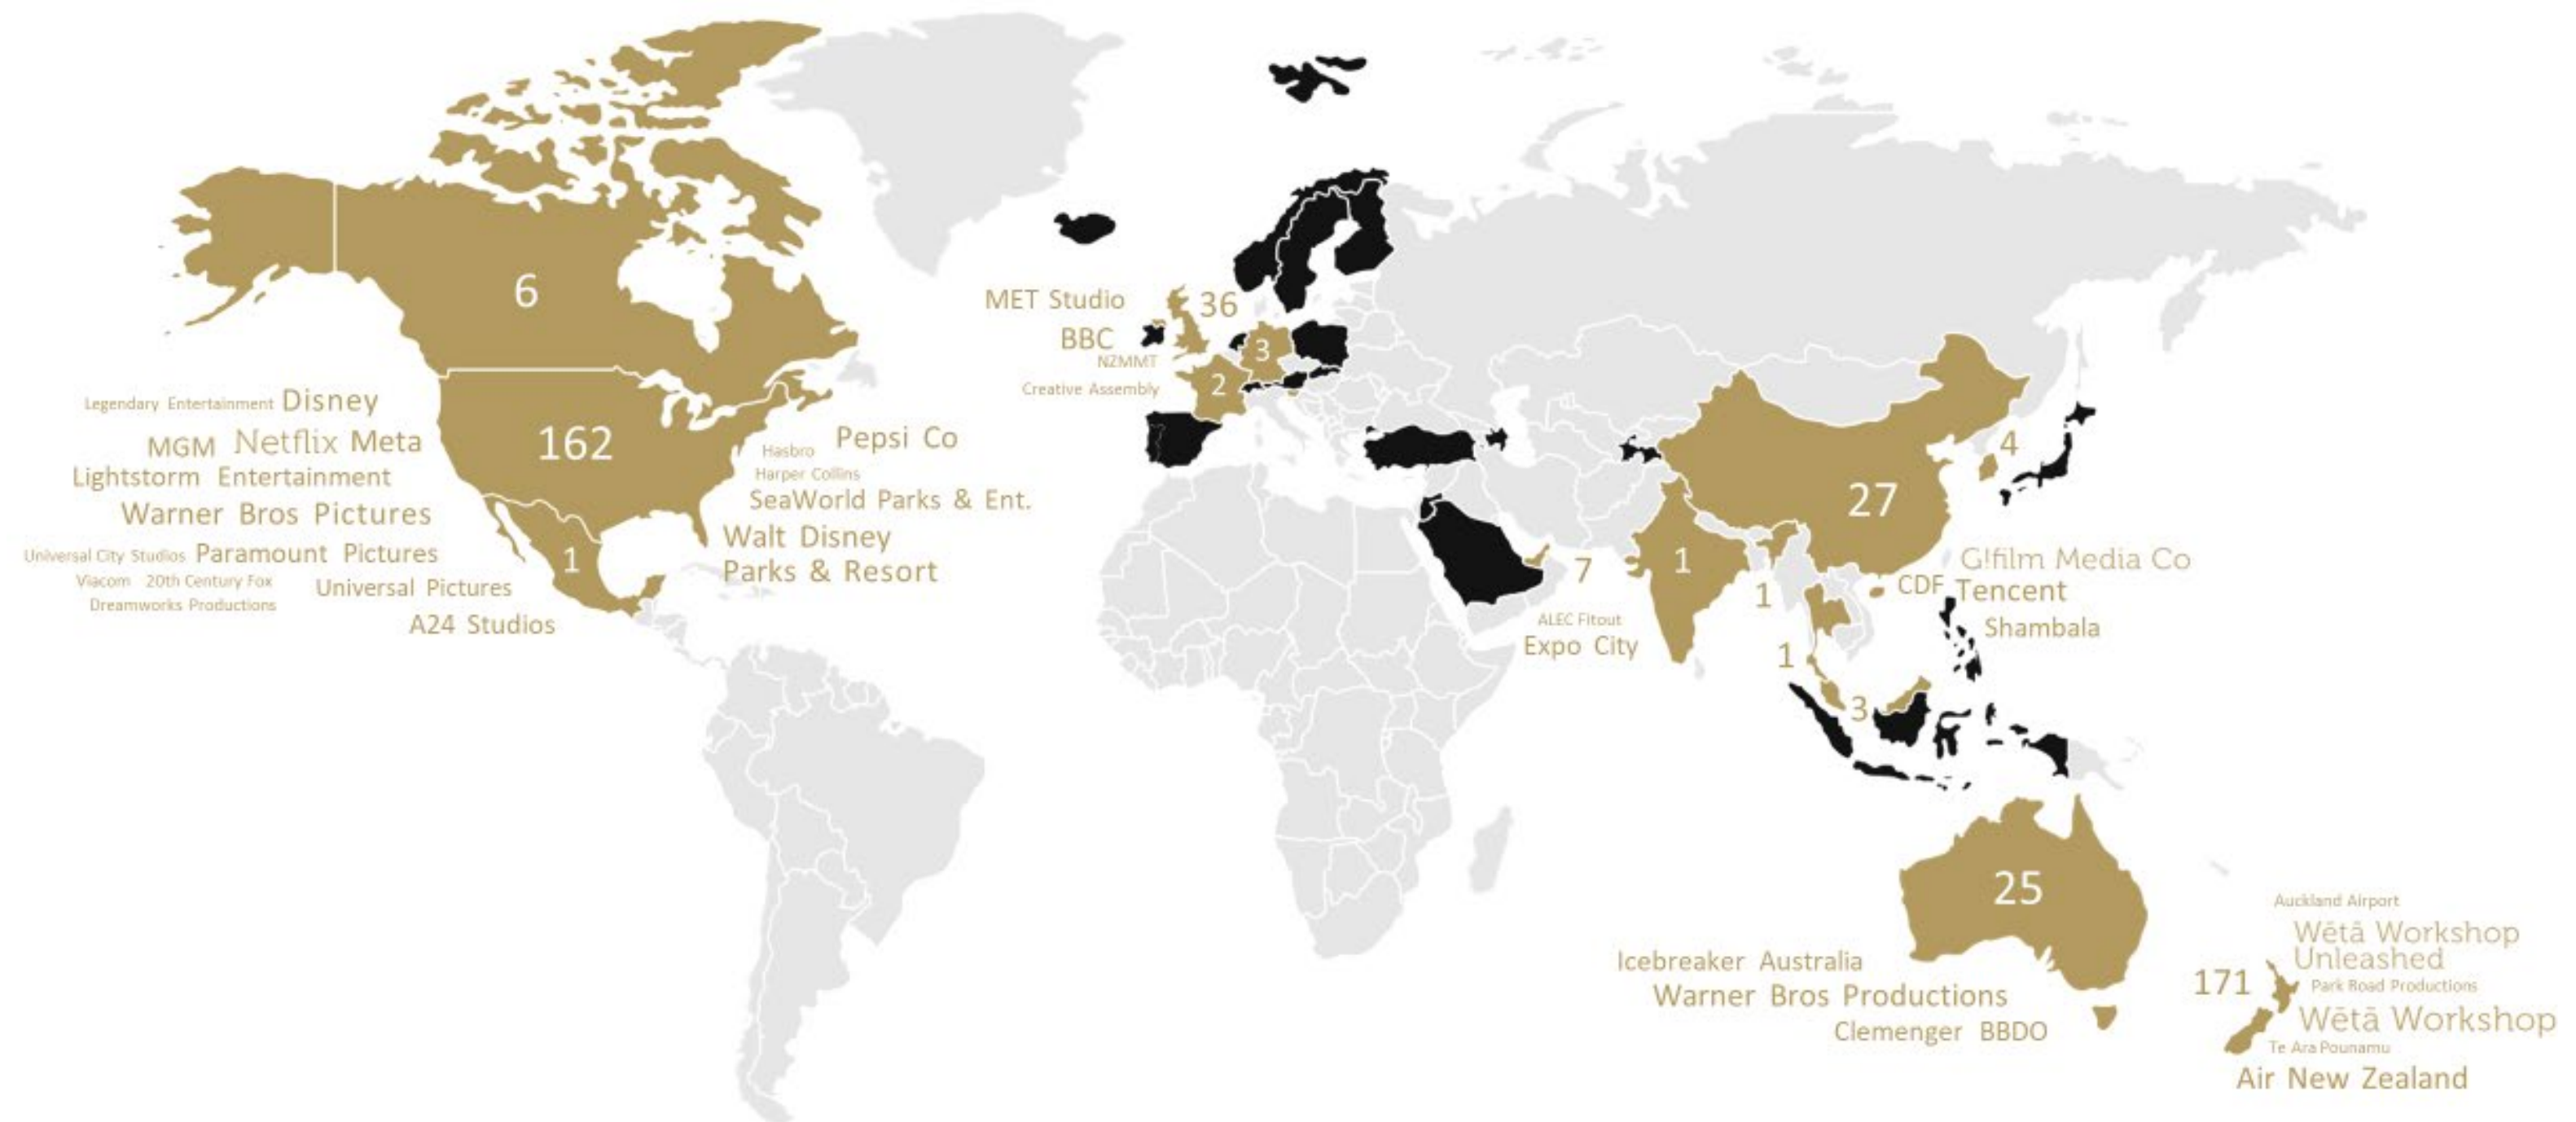 6
162
1
Legendary Entertainment Disney
MGM Netflix Meta
Lightstorm Entertainment
Warner Bros Pictures
Universal City Studios Paramount Pictures
Viacom 20th Century Fox Universal Pictures
Dreamworks Productions
A24 Studios
Hasbro Pepsi Co
Harper Collins
SeaWorld Parks & Ent.
Walt Disney
Parks & Resort
MET Studio 36
BBC
NZMMT
Creative Assembly
3
2
7
ALEC Fitout
Expo City
1
1
1
3
27
4
G!film Media Co
CDF Tencent
Shambala
25
Icebreaker Australia
Warner Bros Productions
Clemenger BBDO
171
Auckland Airport
Wētā Workshop
Unleashed
Park Road Productions
Wētā Workshop
Te Ara Pounamu
Air New Zealand